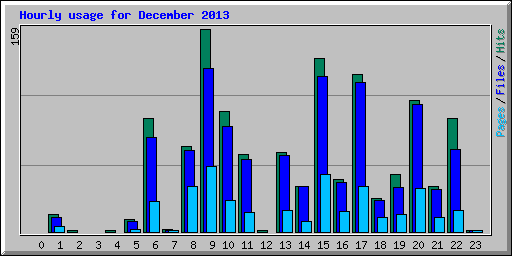 Hourly usage for December 2013
159
Pages/Files/Hits
0 1 2 3 4 5 6 7 8 9 10 11 12 13 14 15 16 17 18 19 20 21 22 23